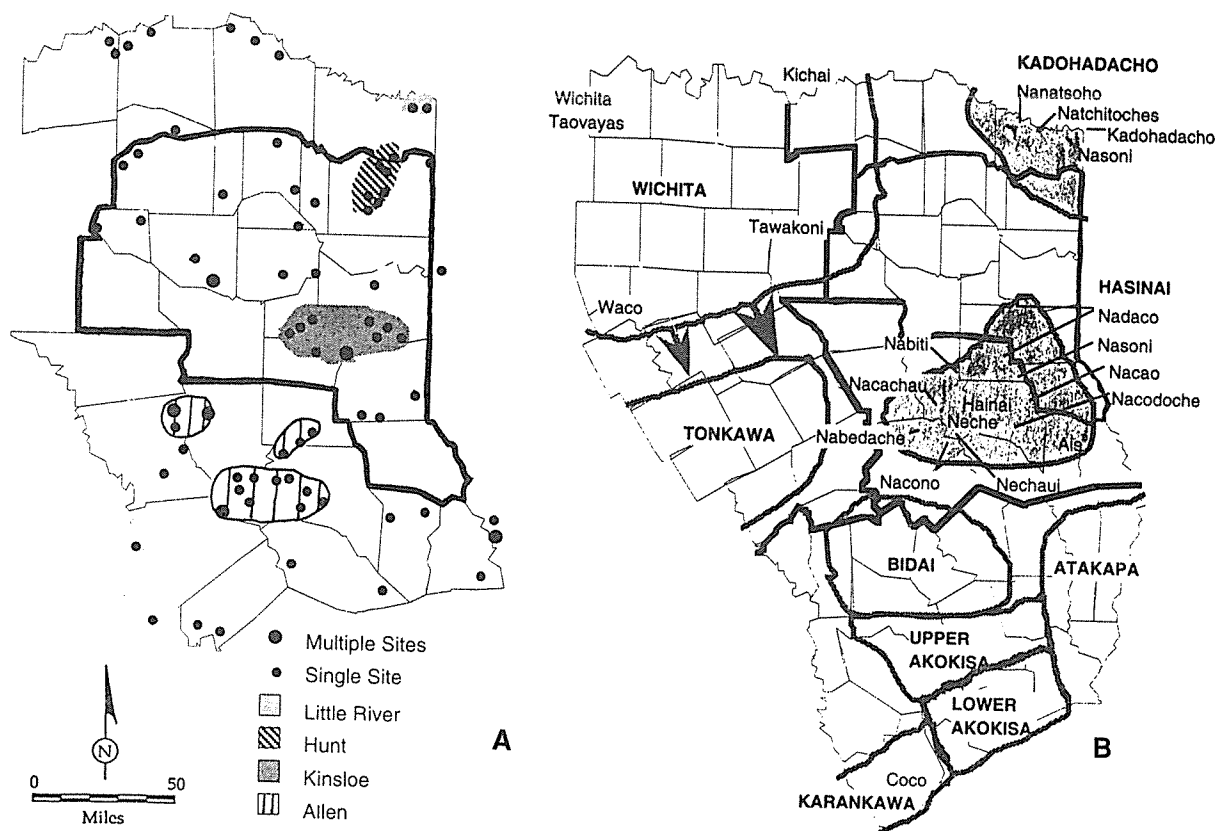 Multiple Sites
Single Site
Little River
Hunt
Kinsloe
Allen
N
0 50
Miles
A
KADOHADACHO
Nanatsoho
Natchitoches
Kadohadacho
Nasoni
Kichai
Wichita
Taovayas
WICHITA
Tawakoni
Waco
HASINAI
Nadaco
Nasoni
Nacao
Nacodoche
Nabiti
Nacachau
Hainai
Neche
Nabedache
Ais
Nacono
Nechaui
TONKAWA
BIDAI
ATAKAPA
UPPER
AKOKISA
LOWER
AKOKISA
Coco
KARANKAWA
B